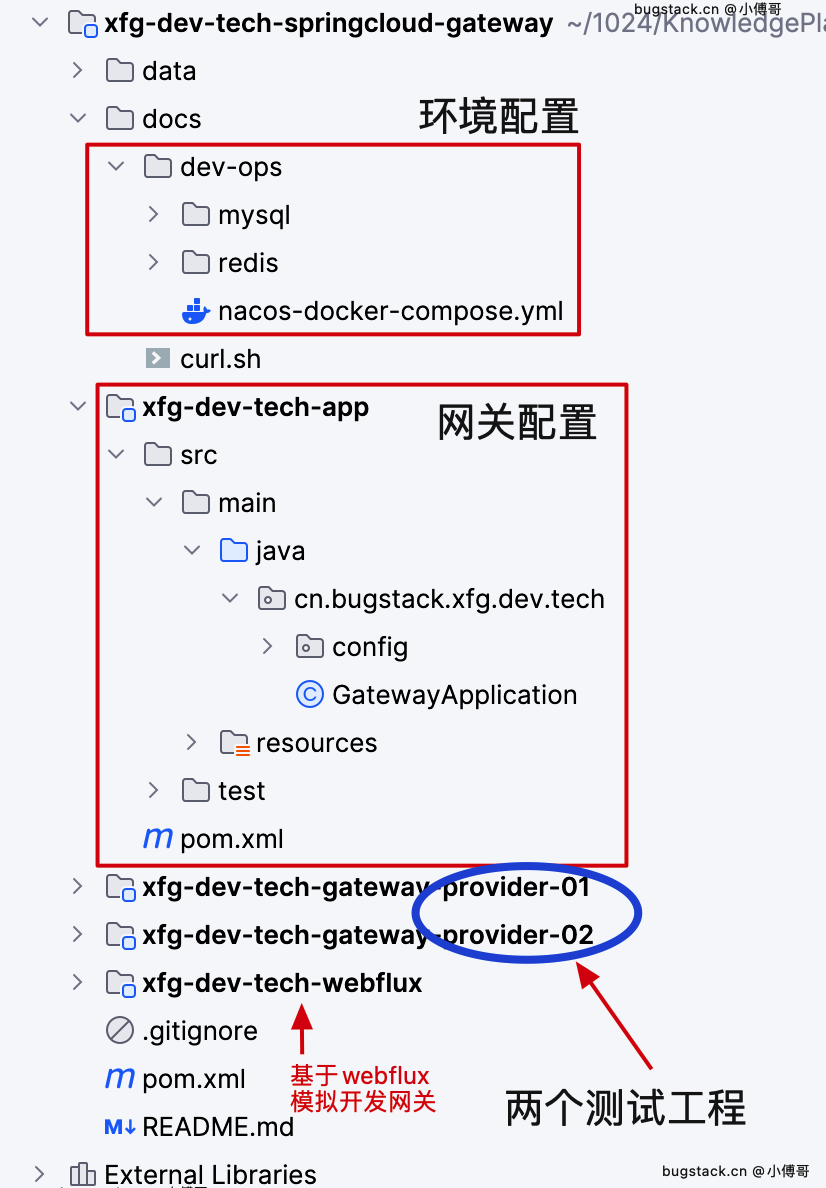 bugstack.cn @小傅哥
xfg-dev-tech-springcloud-gateway ~/1024/KnowledgePla
data
docs
环境配置
dev-ops
mysql
redis
nacos-docker-compose.yml
curl.sh
xfg-dev-tech-app
网关配置
src
main
java
cn.bugstack.xfg.dev.tech
config
GatewayApplication
resources
test
m pom.xml
xfg-dev-tech-gateway-provider-01
xfg-dev-tech-gateway-provider-02
xfg-dev-tech-webflux
.gitignore
m pom.xml
基于 webflux
模拟开发网关
两个测试工程
M↓ README.md
External Libraries
bugstack.cn @小傅哥